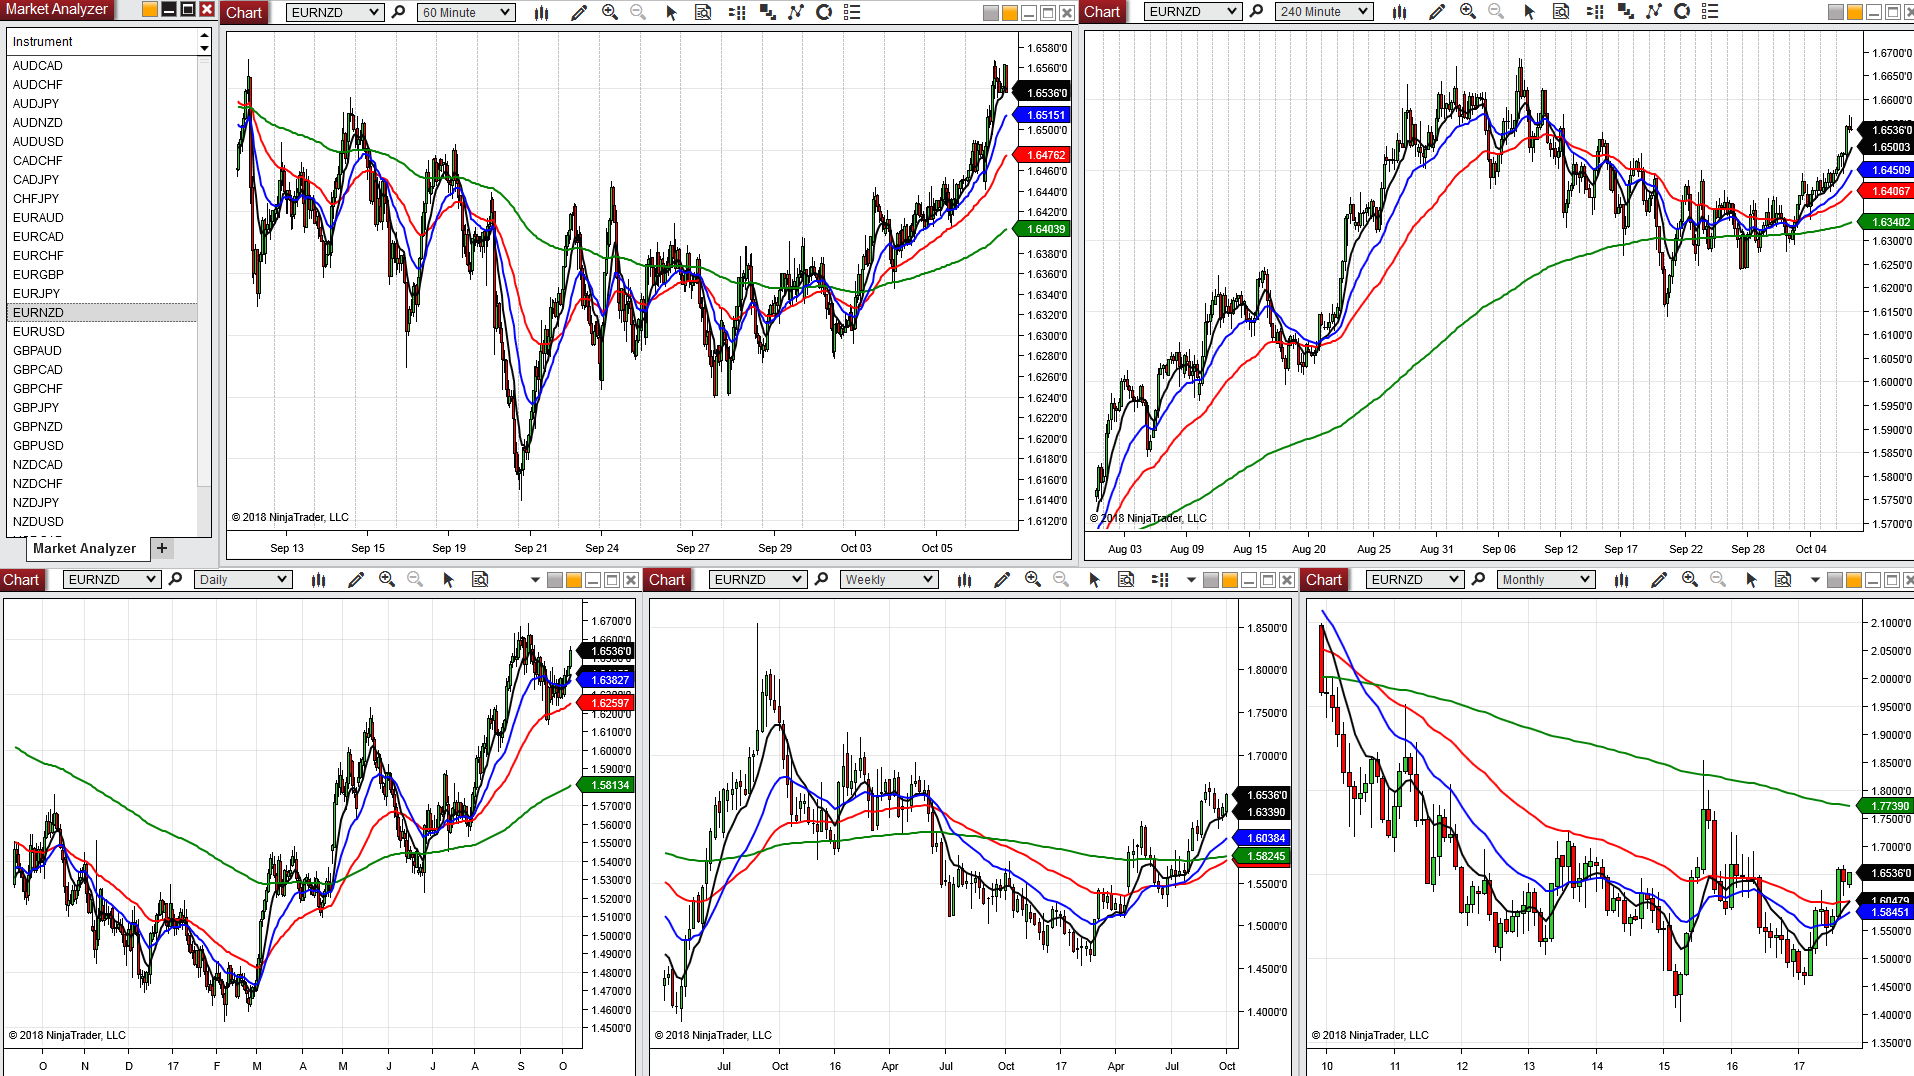 Market Analyzer
Instrument
AUDCAD
AUDCHF
AUDJPY
AUDNZD
AUDUSD
CADCHF
CADJPY
CHFJPY
EURAUD
EURCAD
EURCHF
EURGBP
EURJPY
EURNZD
EURUSD
GBPAUD
GBPCAD
GBPCHF
GBPJPY
GBPNZD
GBPUSD
NZDCAD
NZDCHF
NZDJPY
NZDUSD
Market Analyzer +
Chart EURNZD 60 Minute
1.6580'0
1.6560'0
1.6536'0
1.65151
1.6500'0
1.64762
1.6460'0
1.6440'0
1.6420'0
1.64039
1.6380'0
1.6360'0
1.6340'0
1.6320'0
1.6300'0
1.6280'0
1.6260'0
1.6240'0
1.6220'0
1.6200'0
1.6180'0
1.6160'0
1.6140'0
1.6120'0
© 2018 NinjaTrader, LLC
Sep 13 Sep 15 Sep 19 Sep 21 Sep 24 Sep 27 Sep 29 Oct 03 Oct 05
Chart EURNZD 240 Minute
1.6700'0
1.6650'0
1.6600'0
1.6536'0
1.65003
1.64509
1.64067
1.63402
1.6300'0
1.6250'0
1.6200'0
1.6150'0
1.6100'0
1.6050'0
1.6000'0
1.5950'0
1.5900'0
1.5850'0
1.5800'0
1.5750'0
1.5700'0
© 2018 NinjaTrader, LLC
Aug 03 Aug 09 Aug 15 Aug 20 Aug 25 Aug 31 Sep 06 Sep 12 Sep 17 Sep 22 Sep 28 Oct 04
Chart EURNZD Daily
1.6700'0
1.6536'0
1.63827
1.62597
1.6200'0
1.6100'0
1.6000'0
1.5900'0
1.58134
1.5700'0
1.5600'0
1.5500'0
1.5400'0
1.5300'0
1.5200'0
1.5100'0
1.5000'0
1.4900'0
1.4800'0
1.4700'0
1.4600'0
1.4500'0
© 2018 NinjaTrader, LLC
O N D 17 F M A M J J A S O
Chart EURNZD Weekly
1.8500'0
1.8000'0
1.7500'0
1.7000'0
1.6536'0
1.63390
1.60384
1.58245
1.5500'0
1.5000'0
1.4500'0
1.4000'0
© 2018 NinjaTrader, LLC
Jul Oct 16 Apr Jul Oct 17 Apr Jul Oct
Chart EURNZD Monthly
2.1000'0
2.0500'0
2.0000'0
1.9500'0
1.9000'0
1.8500'0
1.8000'0
1.77390
1.7500'0
1.7000'0
1.6536'0
1.60479
1.58451
1.5500'0
1.5000'0
1.4500'0
1.4000'0
1.3500'0
© 2018 NinjaTrader, LLC
10 11 12 13 14 15 16 17